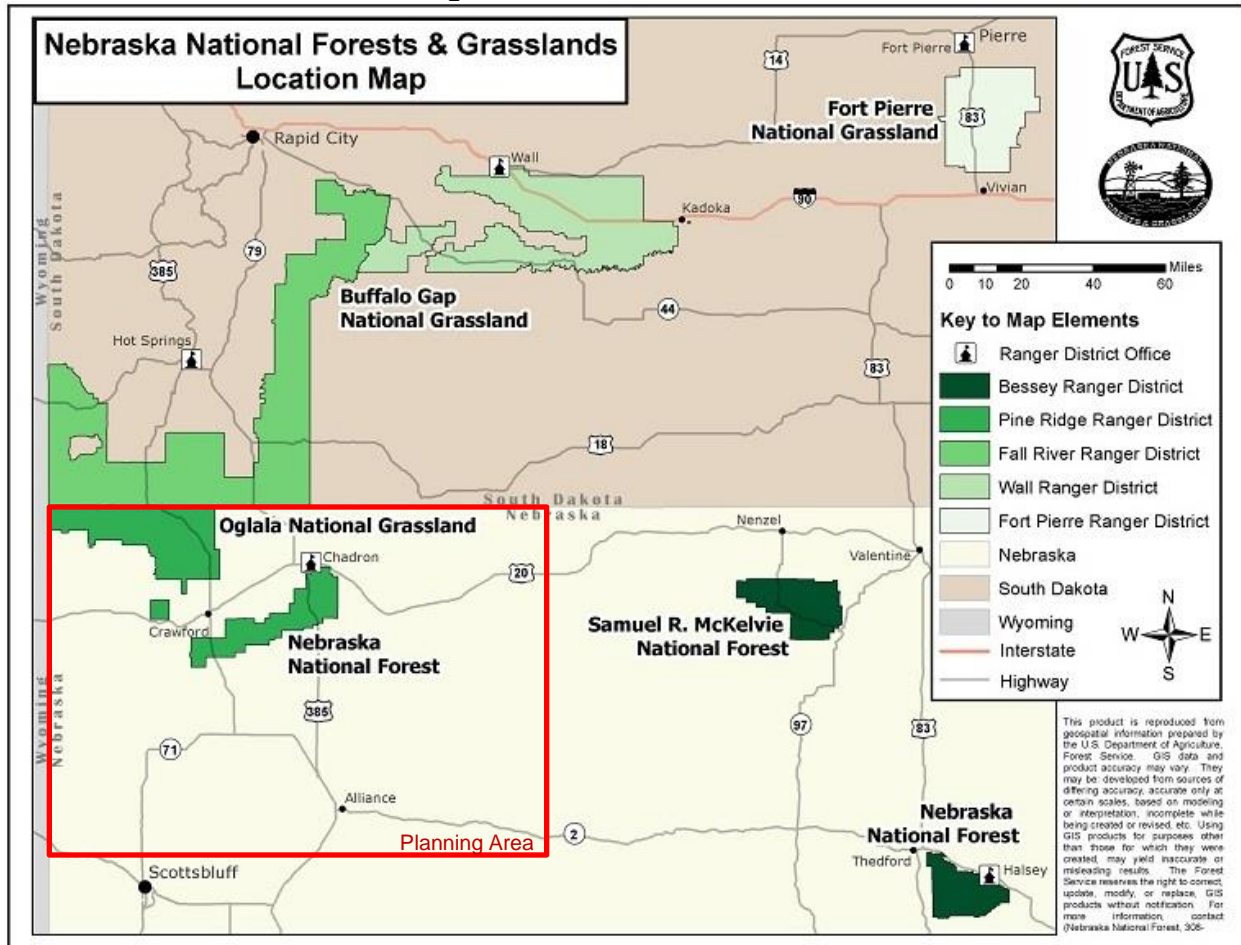 Nebraska National Forests & Grasslands
Location Map
Pierre
Fort Pierre
14
Fort Pierre
National Grassland
83
Rapid City
Wall
Vivian
90
Kadoka
Wyoming
South Dakota
79
385
Buffalo Gap
National Grassland
44
Hot Springs
83
18
South Dakota
Nebraska
Oglala National Grassland
Chadron
Nenzel
Valentine
20
Crawford
Nebraska
National Forest
Samuel R. McKelvie
National Forest
Wyoming
Nebraska
385
97
83
71
Alliance
Planning Area
2
Nebraska
National Forest
Thedford
Halsey
Scottsbluff
FOREST SERVICE
U S
DEPARTMENT OF AGRICULTURE
NEBRASKA NATIONAL
FORESTS & GRASSLANDS
Miles
0 10 20 40 60
Key to Map Elements
Ranger District Office
Bessey Ranger District
Pine Ridge Ranger District
Fall River Ranger District
Wall Ranger District
Fort Pierre Ranger District
Nebraska
South Dakota
Wyoming
Interstate
Highway
N
W E
S
This product is reproduced from
geospatial information prepared by
the U.S. Department of Agriculture,
Forest Service. GIS data and
product accuracy may vary. They
may be: developed from sources of
differing accuracy, accurate only at
certain scales, based on modeling
or interpretation, incomplete while
being created or revised, etc. Using
GIS products for purposes other
than those for which they were
created, may yield inaccurate or
misleading results. The Forest
Service reserves the right to correct,
update, modify, or replace, GIS
products without notification. For
more information, contact
(Nebraska National Forest, 308-